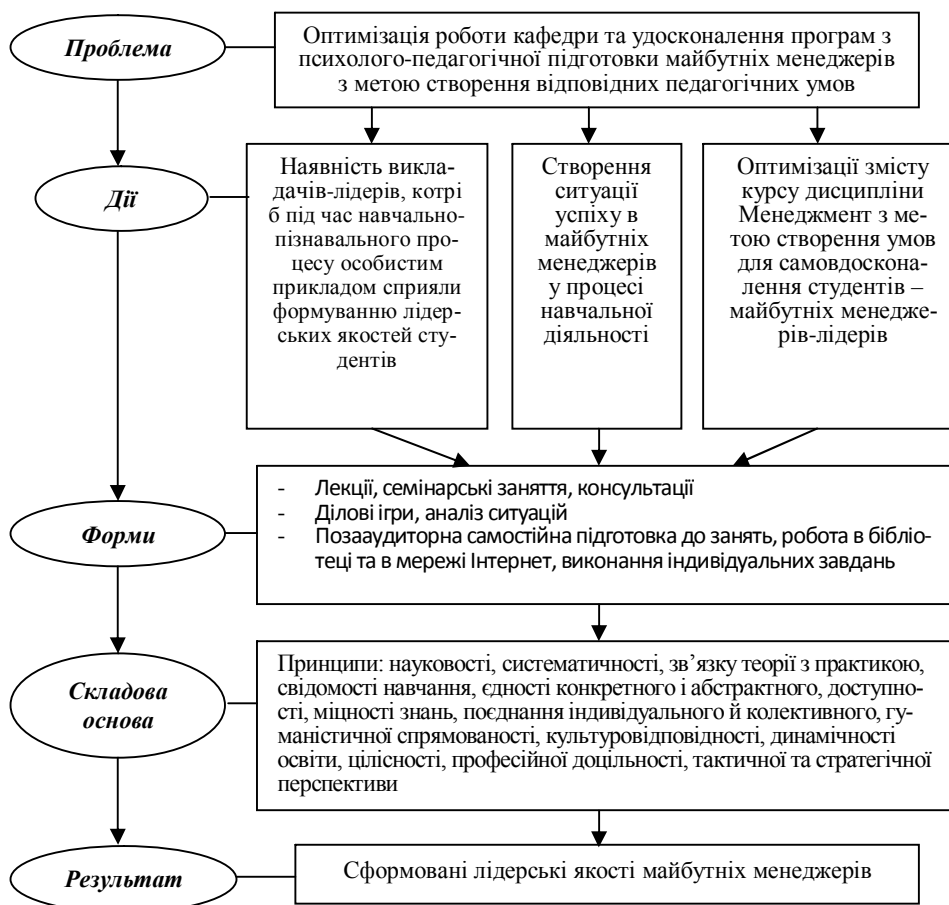 Проблема
Оптимізація роботи кафедри та удосконалення програм з
психолого-педагогічної підготовки майбутніх менеджерів
з метою створення відповідних педагогічних умов
Дії
Наявність викла-
дачів-лідерів, котрі
б під час навчально-
пізнавального про-
цесу особистим
прикладом сприяли
формуванню лідер-
ських якостей сту-
дентів
Створення
ситуації
успіху в
майбутніх
менеджерів
у процесі
навчальної
діяльності
Оптимізації змісту
курсу дисципліни
Менеджмент з ме-
тою створення умов
для самовдоскона-
лення студентів –
майбутніх менедже-
рів-лідерів
Форми
- Лекції, семінарські заняття, консультації
- Ділові ігри, аналіз ситуацій
- Позааудиторна самостійна підготовка до занять, робота в бібліо-
теці та в мережі Інтернет, виконання індивідуальних завдань
Складова
основа
Принципи: науковості, систематичності, зв’язку теорії з практикою,
свідомості навчання, єдності конкретного і абстрактного, доступно-
сті, міцності знань, поєднання індивідуального й колективного, гу-
маністичної спрямованості, культуровідповідності, динамічності
освіти, цілісності, професійної доцільності, тактичної та стратегічної
перспективи
Результат
Сформовані лідерські якості майбутніх менеджерів